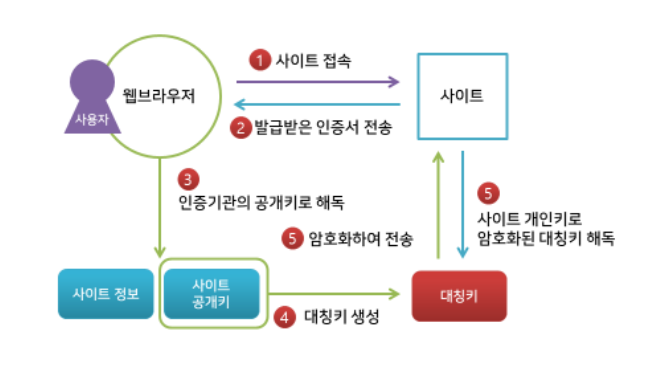 1 사이트 접속
웹브라우저
사이트
사용자
2 발급받은 인증서 전송
3
인증기관의 공개키로 해독
5
사이트 개인키로
암호화된 대칭키 해독
5 암호화하여 전송
사이트 정보
사이트
공개키
대칭키
4 대칭키 생성